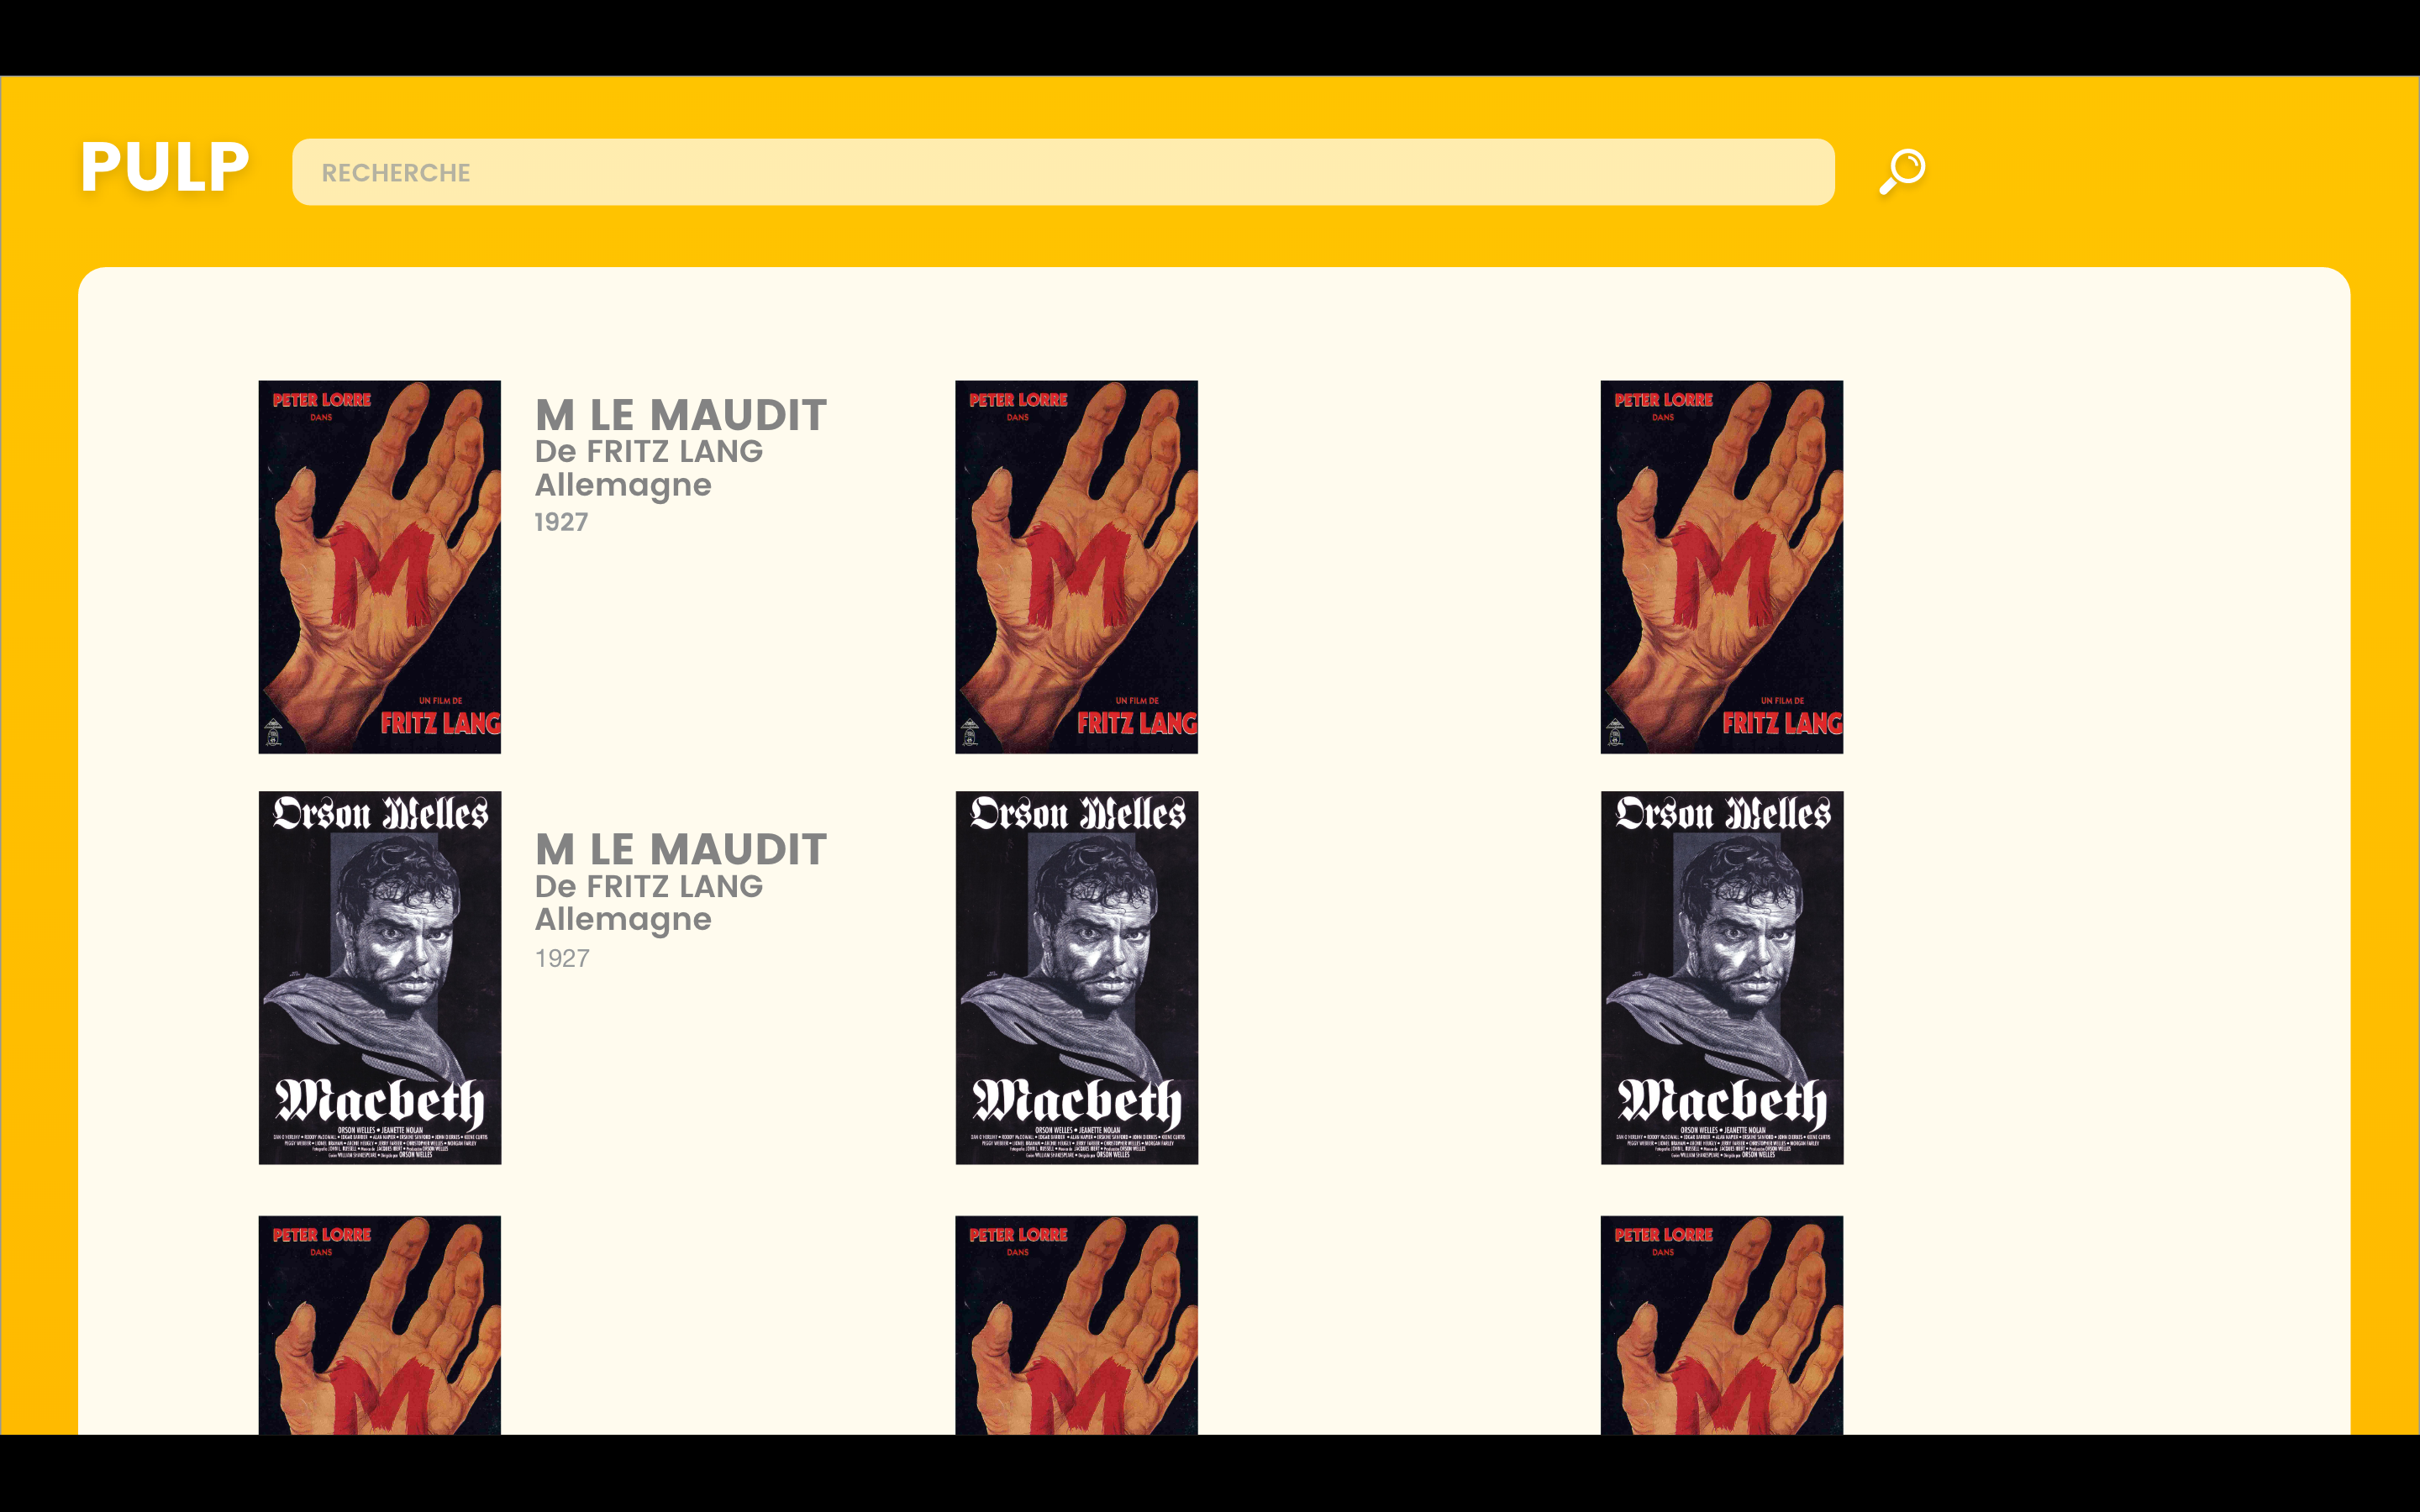 PULP
RECHERCHE
PETER LORRE
DANS
M
UN FILM DE
FRITZ LANG
M LE MAUDIT
De FRITZ LANG
Allemagne
1927
PETER LORRE
DANS
M
UN FILM DE
FRITZ LANG
PETER LORRE
DANS
M
UN FILM DE
FRITZ LANG
Orson Welles
Macbeth
ORSON WELLES • JEANETTE NOLAN
M LE MAUDIT
De FRITZ LANG
Allemagne
1927
Orson Welles
Macbeth
ORSON WELLES • JEANETTE NOLAN
Orson Welles
Macbeth
ORSON WELLES • JEANETTE NOLAN
PETER LORRE
DANS
M
PETER LORRE
DANS
M
PETER LORRE
DANS
M